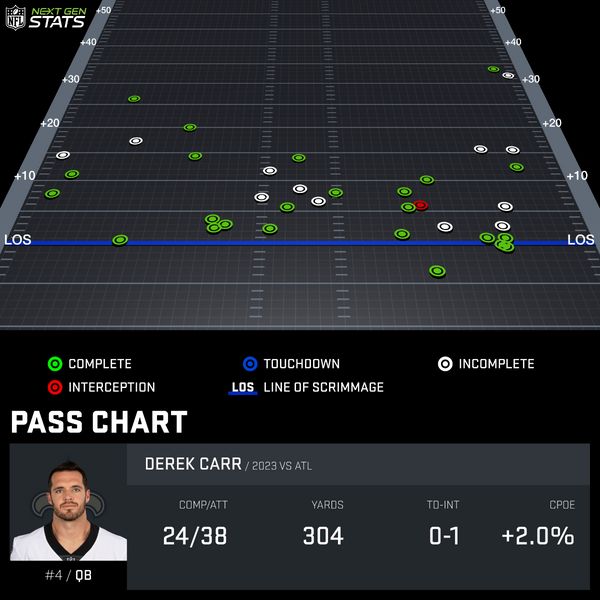 NFL NEXT GEN STATS
+50 +50
+40 +40
+30 +30
+20 +20
+10 +10
LOS LOS
COMPLETE TOUCHDOWN INCOMPLETE
INTERCEPTION LOS LINE OF SCRIMMAGE
PASS CHART
DEREK CARR / 2023 VS ATL
COMP/ATT YARDS TD-INT CPOE
24/38 304 0-1 +2.0%
#4 / QB